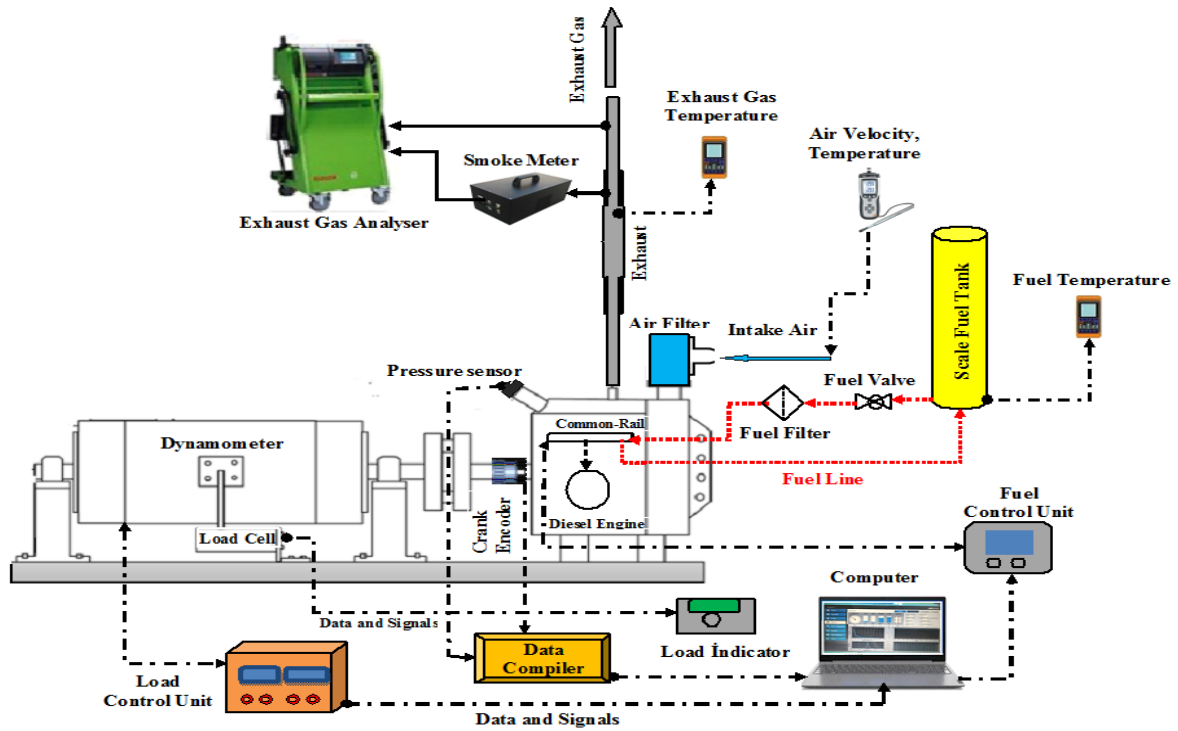 Exhaust Gas
Exhaust Gas
Temperature
Air Velocity,
Temperature
Smoke Meter
Exhaust Gas Analyser
Exhaust
Scale Fuel Tank
Fuel Temperature
Air Filter
Intake Air
Pressure sensor
Fuel Valve
Common-Rail
Fuel Filter
Dynamometer
Fuel Line
Fuel
Control Unit
Diesel Engine
Crank
Encoder
Load Cell
Computer
Data and Signals
Data
Compiler
Load İndicator
Load
Control Unit
Data and Signals